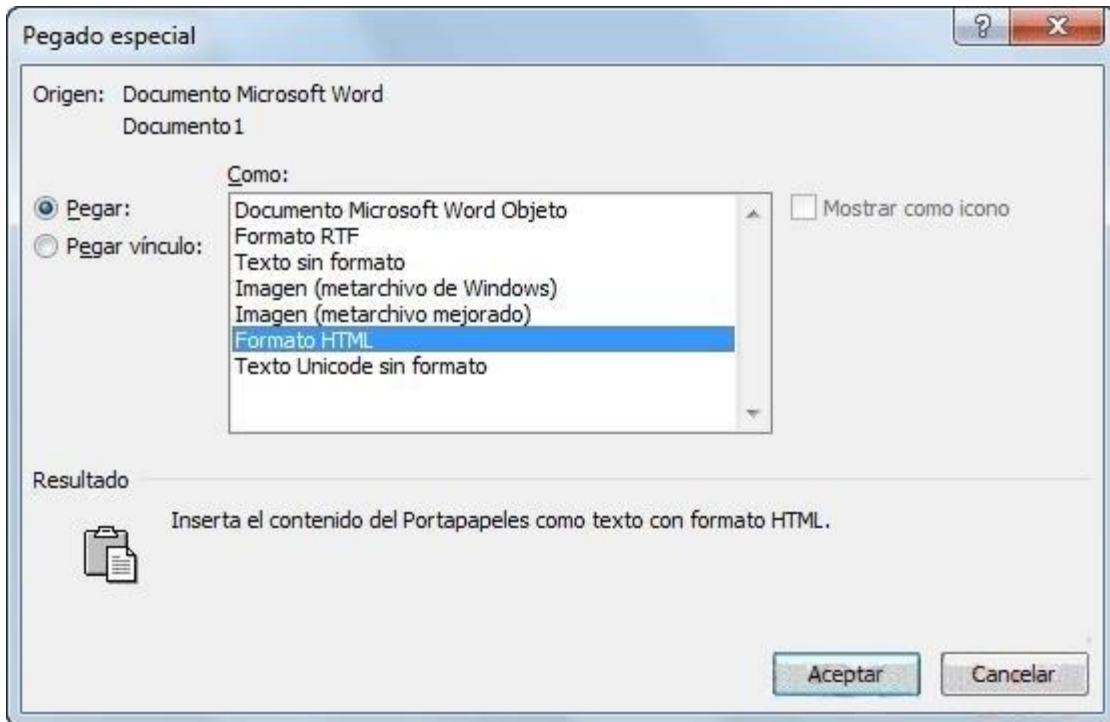 Pegado especial
Origen: Documento Microsoft Word
Documento1
Como:
Pegar:
Pegar vínculo:
Documento Microsoft Word Objeto
Formato RTF
Texto sin formato
Imagen (metarchivo de Windows)
Imagen (metarchivo mejorado)
Formato HTML
Texto Unicode sin formato
Mostrar como icono
Resultado
Inserta el contenido del Portapapeles como texto con formato HTML.
Aceptar
Cancelar